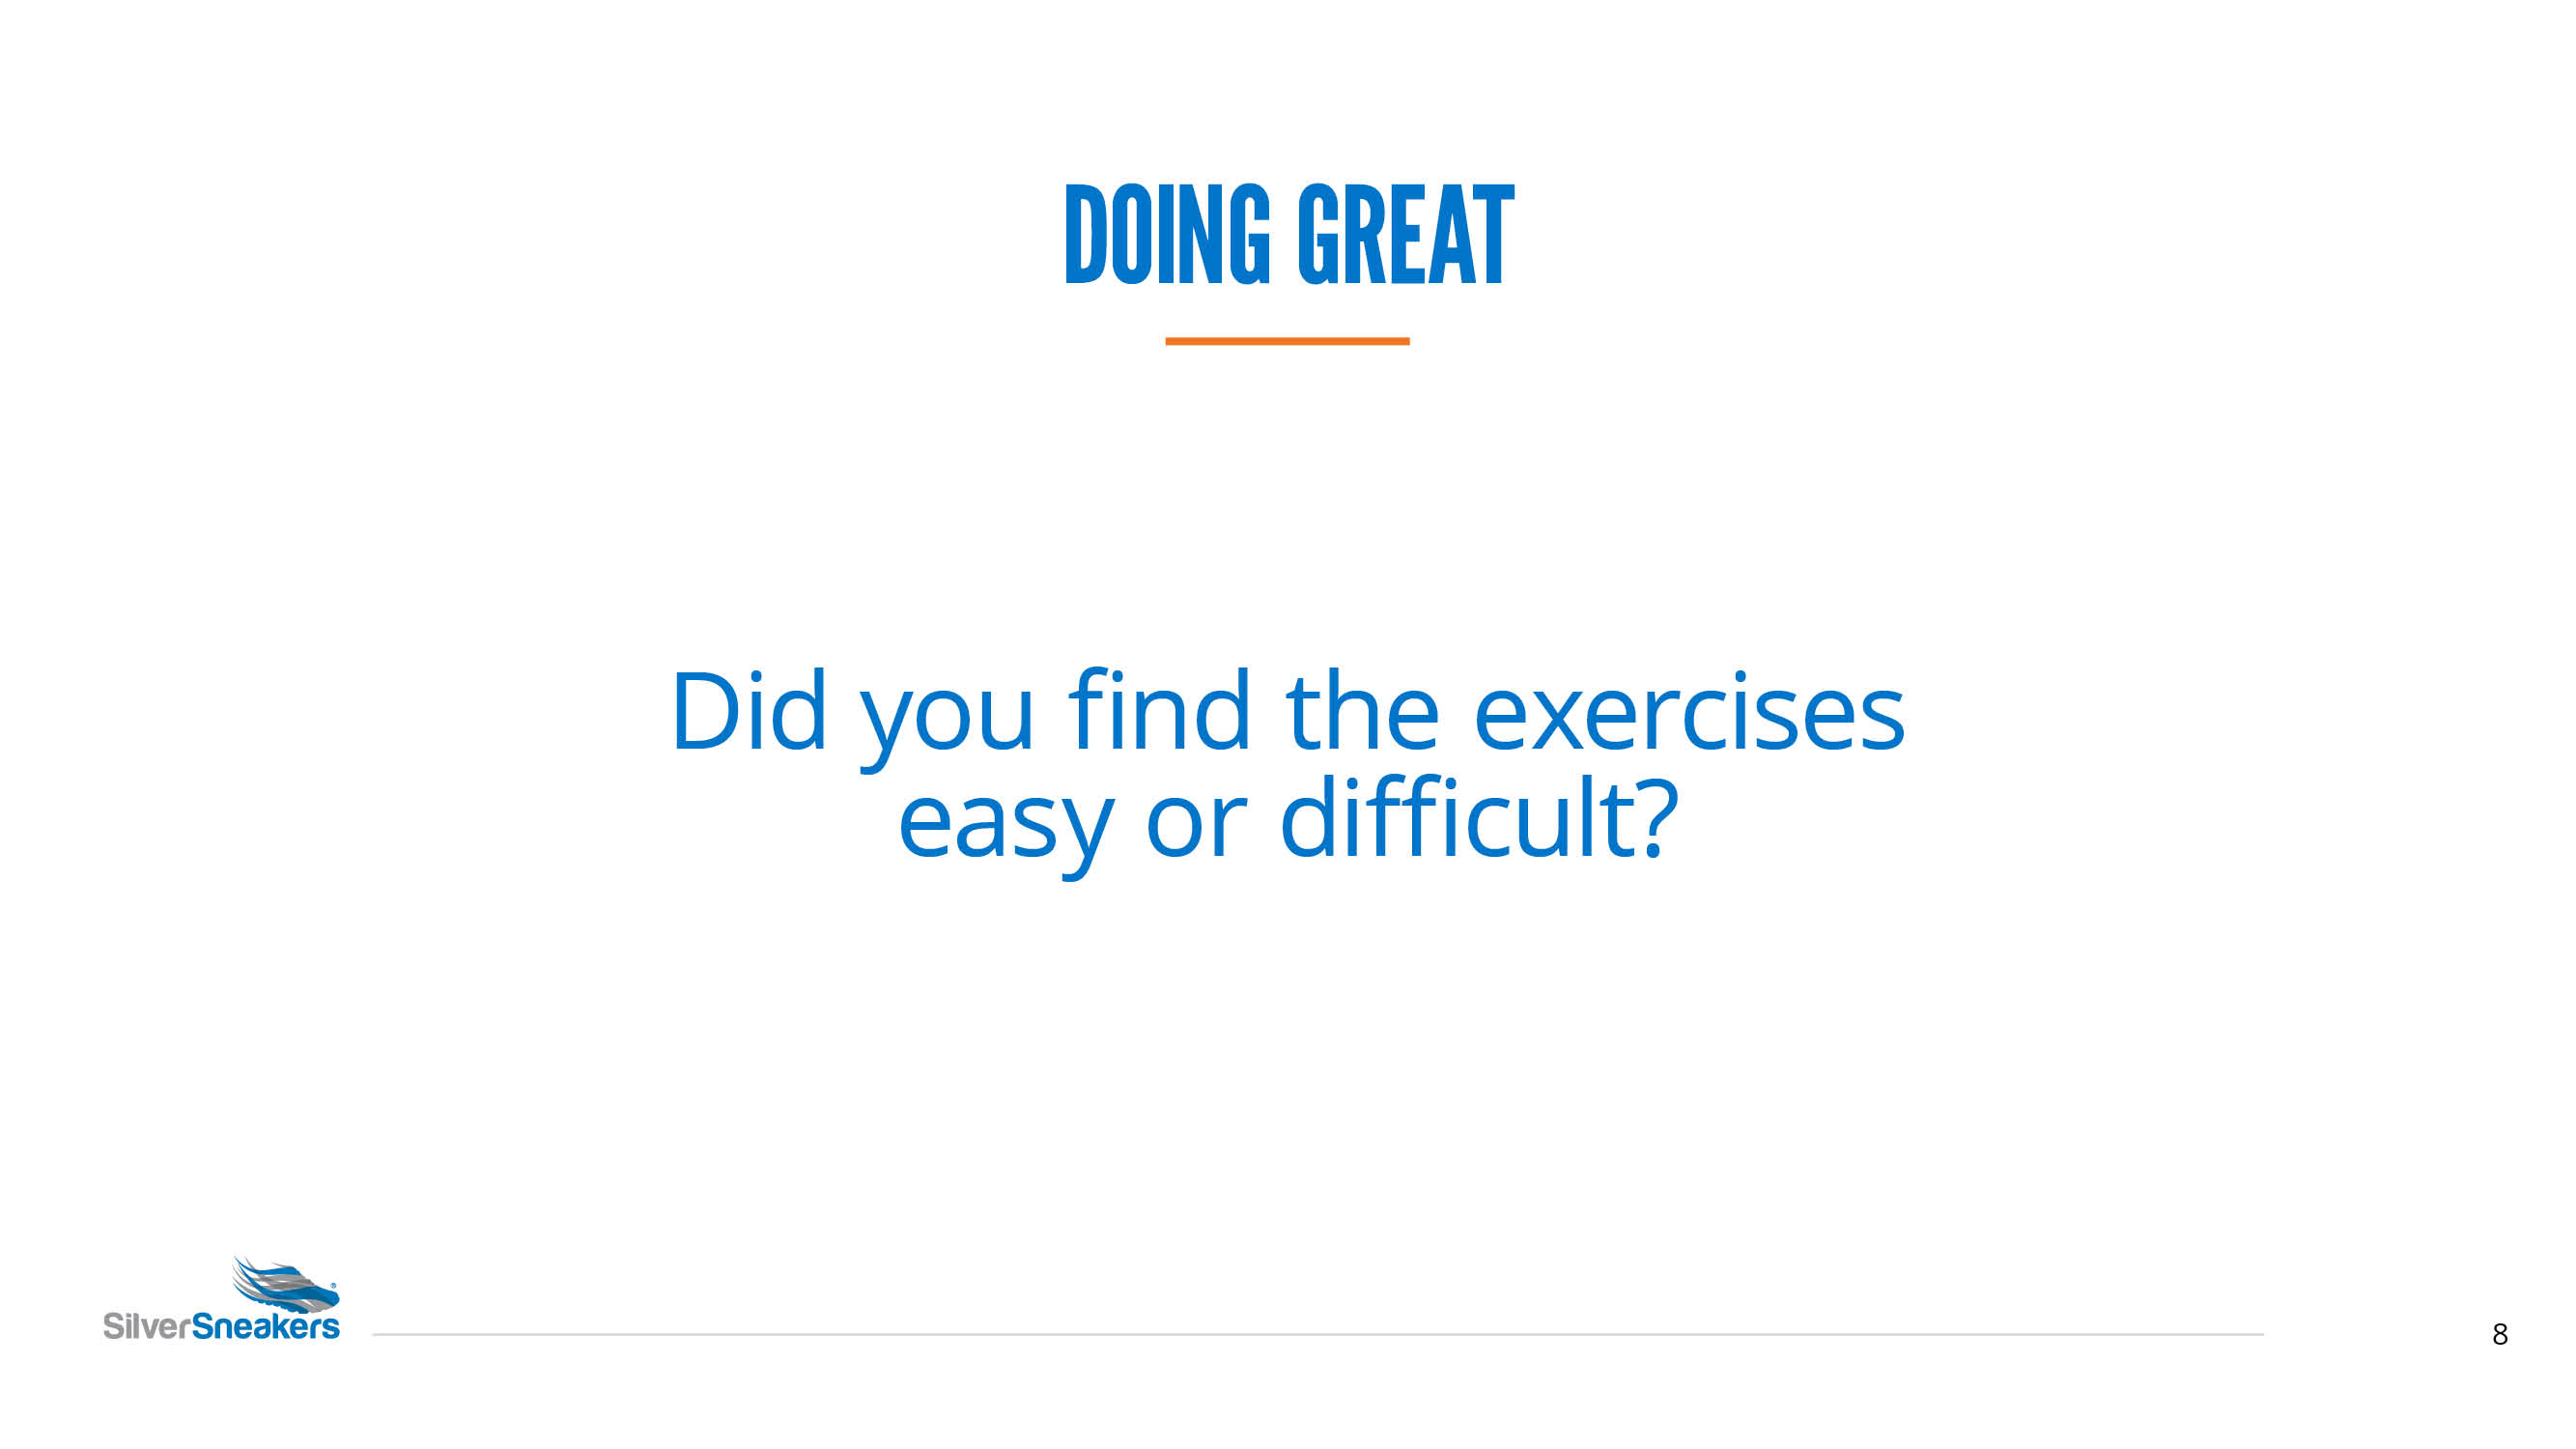 DOING GREAT
Did you find the exercises
easy or difficult?
SilverSneakers®
8